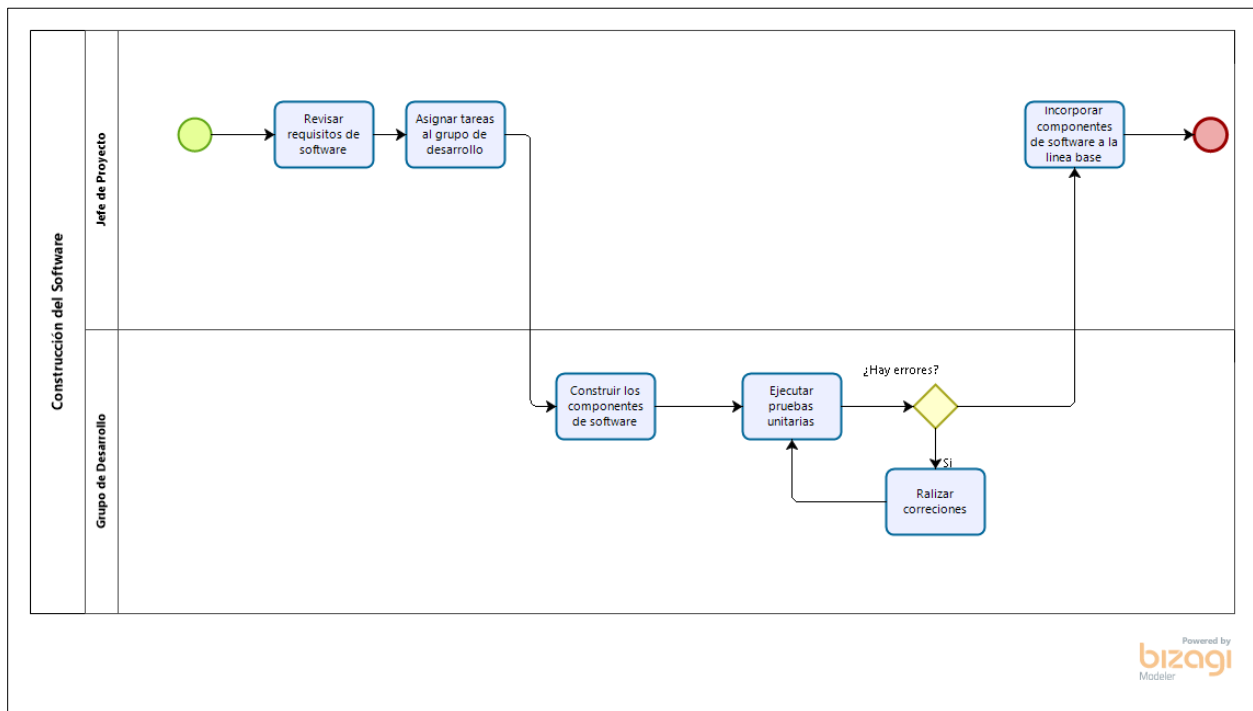 Construcción del Software
Jefe de Proyecto
Revisar
requisitos de
software
Asignar tareas
al grupo de
desarrollo
Incorporar
componentes
de software a la
linea base
Grupo de Desarrollo
Construir los
componentes
de software
Ejecutar
pruebas
unitarias
¿Hay errores?
Si
Ralizar
correciones
Powered by
bizagi
Modeler